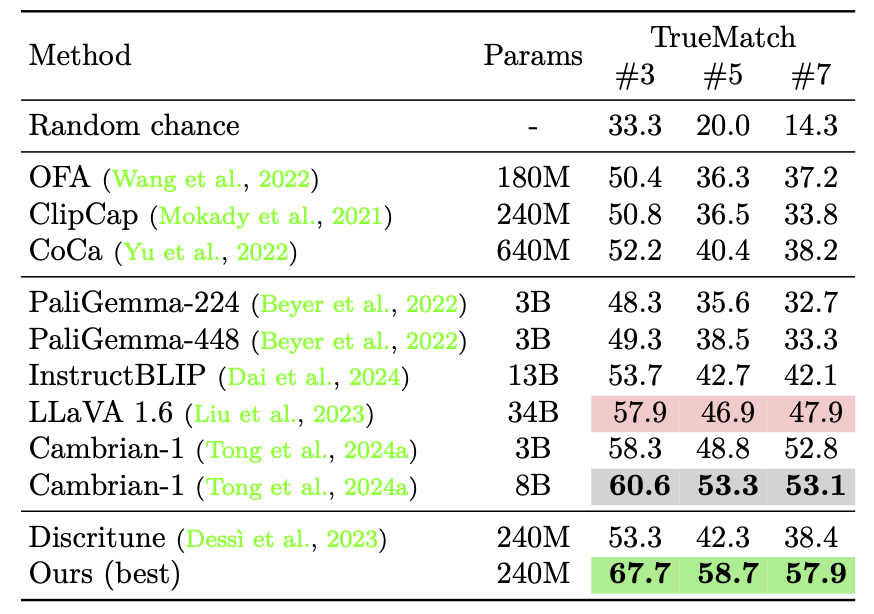 Method Params TrueMatch
#3 #5 #7
Random chance - 33.3 20.0 14.3
OFA (Wang et al., 2022) 180M 50.4 36.3 37.2
ClipCap (Mokady et al., 2021) 240M 50.8 36.5 33.8
CoCa (Yu et al., 2022) 640M 52.2 40.4 38.2
PaliGemma-224 (Beyer et al., 2022) 3B 48.3 35.6 32.7
PaliGemma-448 (Beyer et al., 2022) 3B 49.3 38.5 33.3
InstructBLIP (Dai et al., 2024) 13B 53.7 42.7 42.1
LLaVA 1.6 (Liu et al., 2023) 34B 57.9 46.9 47.9
Cambrian-1 (Tong et al., 2024a) 3B 58.3 48.8 52.8
Cambrian-1 (Tong et al., 2024a) 8B 60.6 53.3 53.1
Discritune (Dessì et al., 2023) 240M 53.3 42.3 38.4
Ours (best) 240M 67.7 58.7 57.9